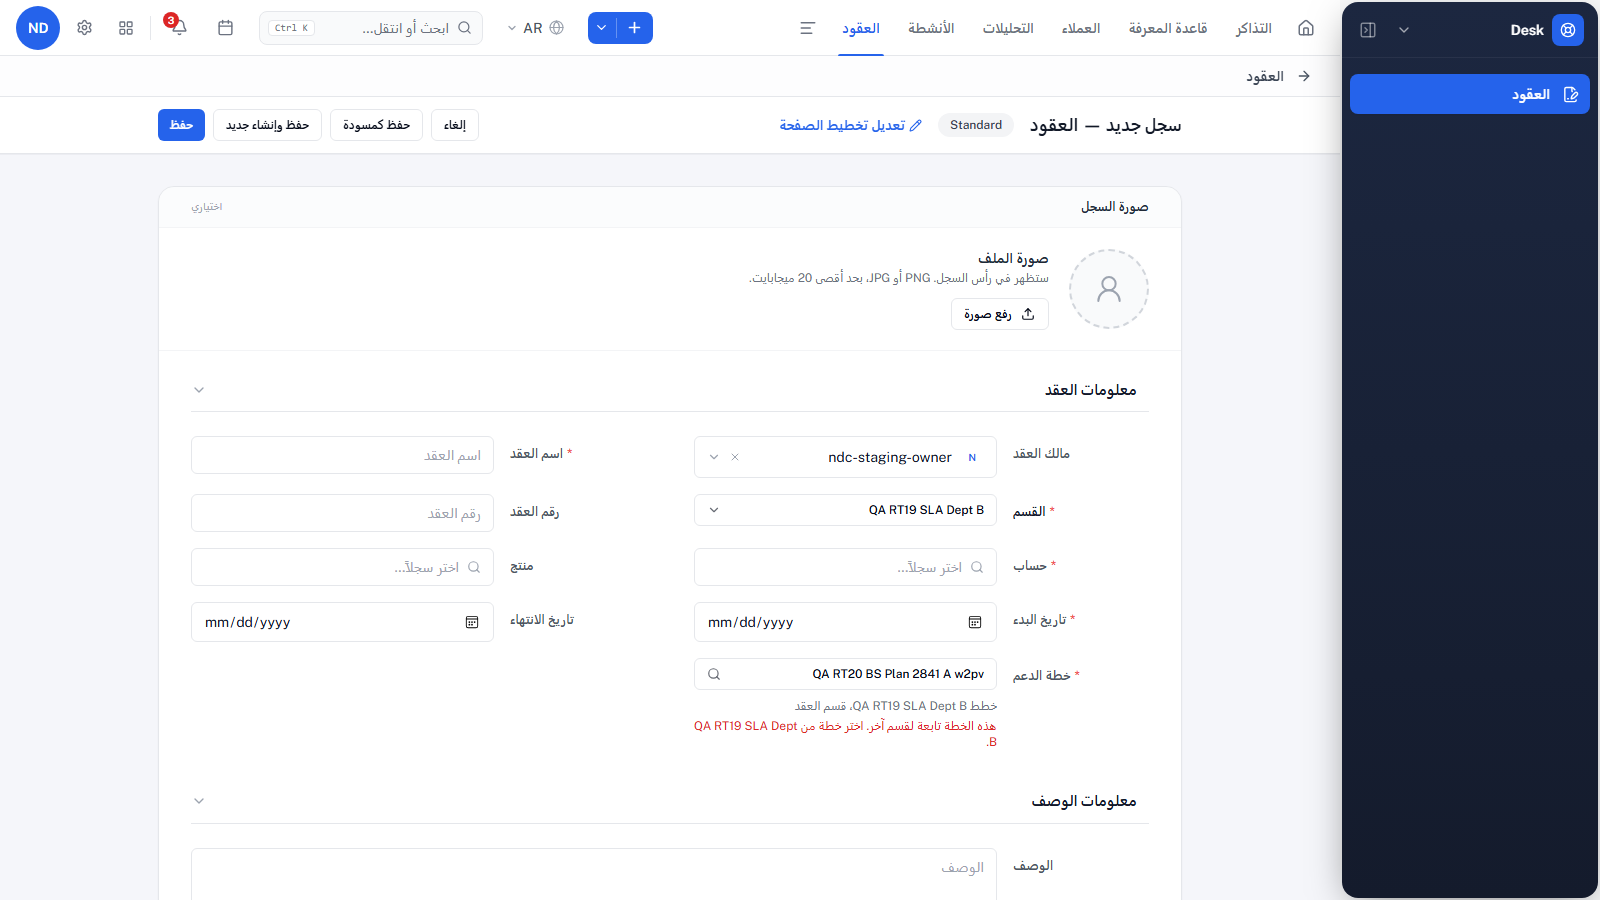 Desk
العقود
التذاكر
قاعدة المعرفة
العملاء
التحليلات
الأنشطة
العقود
AR
ابحث أو انتقل...
Ctrl K
3
ND
العقود
سجل جديد — العقود
Standard
تعديل تخطيط الصفحة
إلغاء
حفظ كمسودة
حفظ وإنشاء جديد
حفظ
صورة السجل
اختياري
صورة الملف
ستظهر في رأس السجل. PNG أو JPG، بحد أقصى 20 ميجابايت.
رفع صورة
معلومات العقد
مالك العقد
N ndc-staging-owner
* اسم العقد
اسم العقد
* القسم
QA RT19 SLA Dept B
رقم العقد
رقم العقد
* حساب
اختر سجلاً...
منتج
اختر سجلاً...
* تاريخ البدء
mm/dd/yyyy
تاريخ الانتهاء
mm/dd/yyyy
* خطة الدعم
QA RT20 BS Plan 2841 A w2pv
خطط QA RT19 SLA Dept B، قسم العقد
هذه الخطة تابعة لقسم آخر. اختر خطة من QA RT19 SLA Dept
B.
معلومات الوصف
الوصف
الوصف